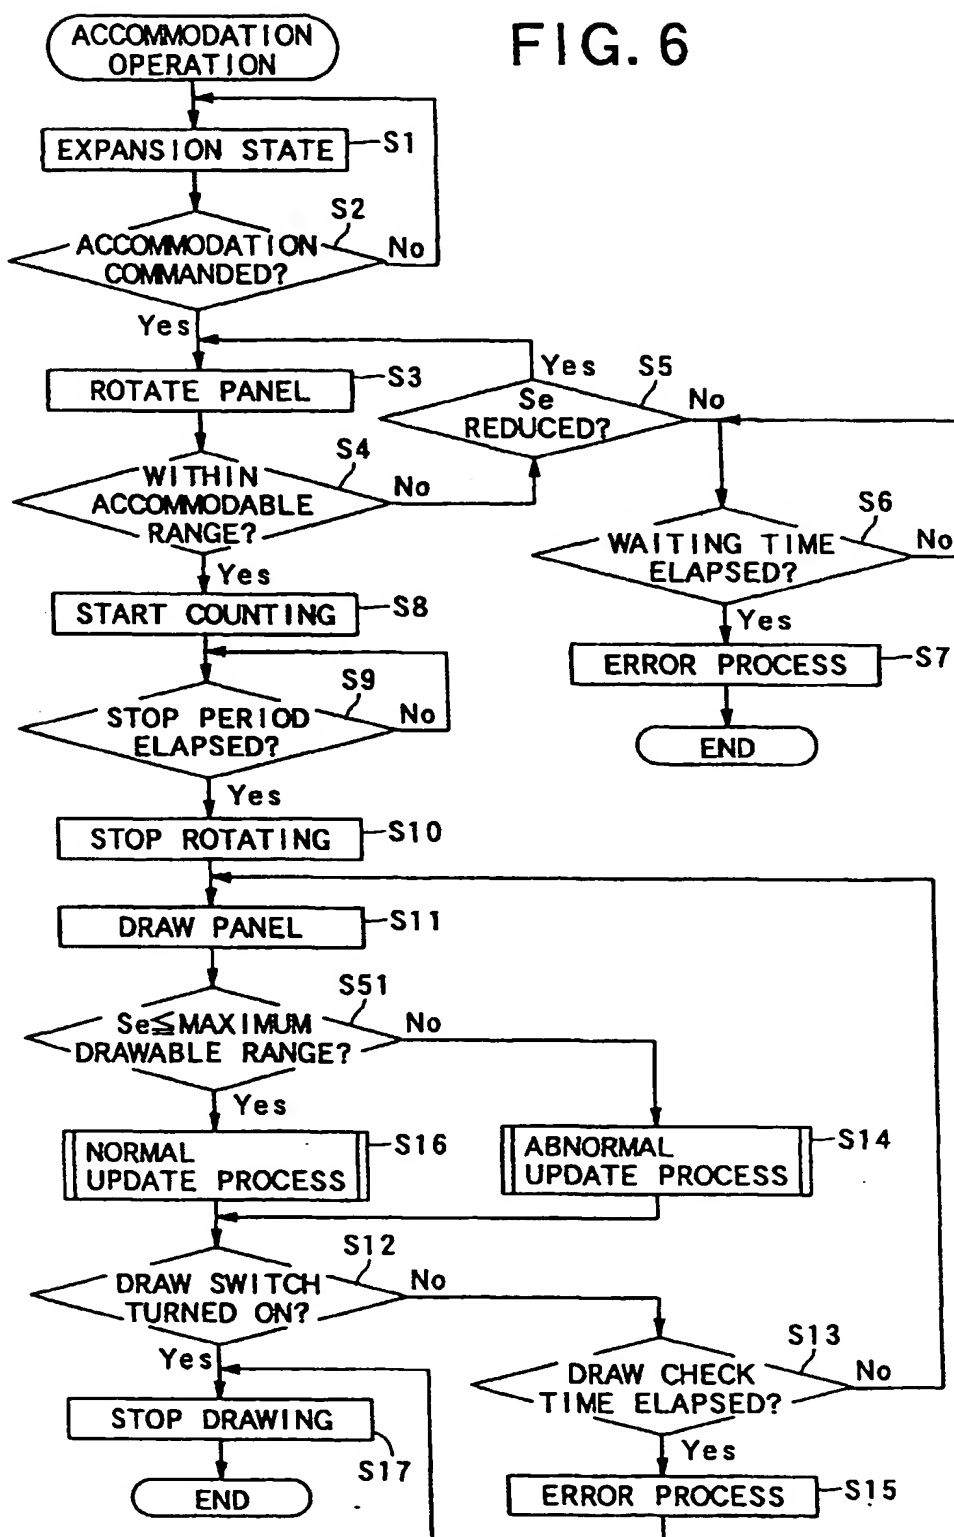 FIG. 6
ACCOMMODATION
OPERATION
EXPANSION STATE
S1
S2
ACCOMMODATION
COMMANDED?
No
Yes
ROTATE PANEL
S3
Yes
S5
Se
REDUCED?
No
S4
WITHIN
ACCOMMODABLE
RANGE?
No
Yes
S6
WAITING TIME
ELAPSED?
No
Yes
START COUNTING
S8
ERROR PROCESS
S7
END
S9
STOP PERIOD
ELAPSED?
No
Yes
STOP ROTATING
S10
DRAW PANEL
S11
S51
Se≦MAXIMUM
DRAWABLE RANGE?
No
Yes
NORMAL
UPDATE PROCESS
S16
ABNORMAL
UPDATE PROCESS
S14
S12
DRAW SWITCH
TURNED ON?
No
Yes
S13
DRAW CHECK
TIME ELAPSED?
No
Yes
STOP DRAWING
S17
END
ERROR PROCESS
S15